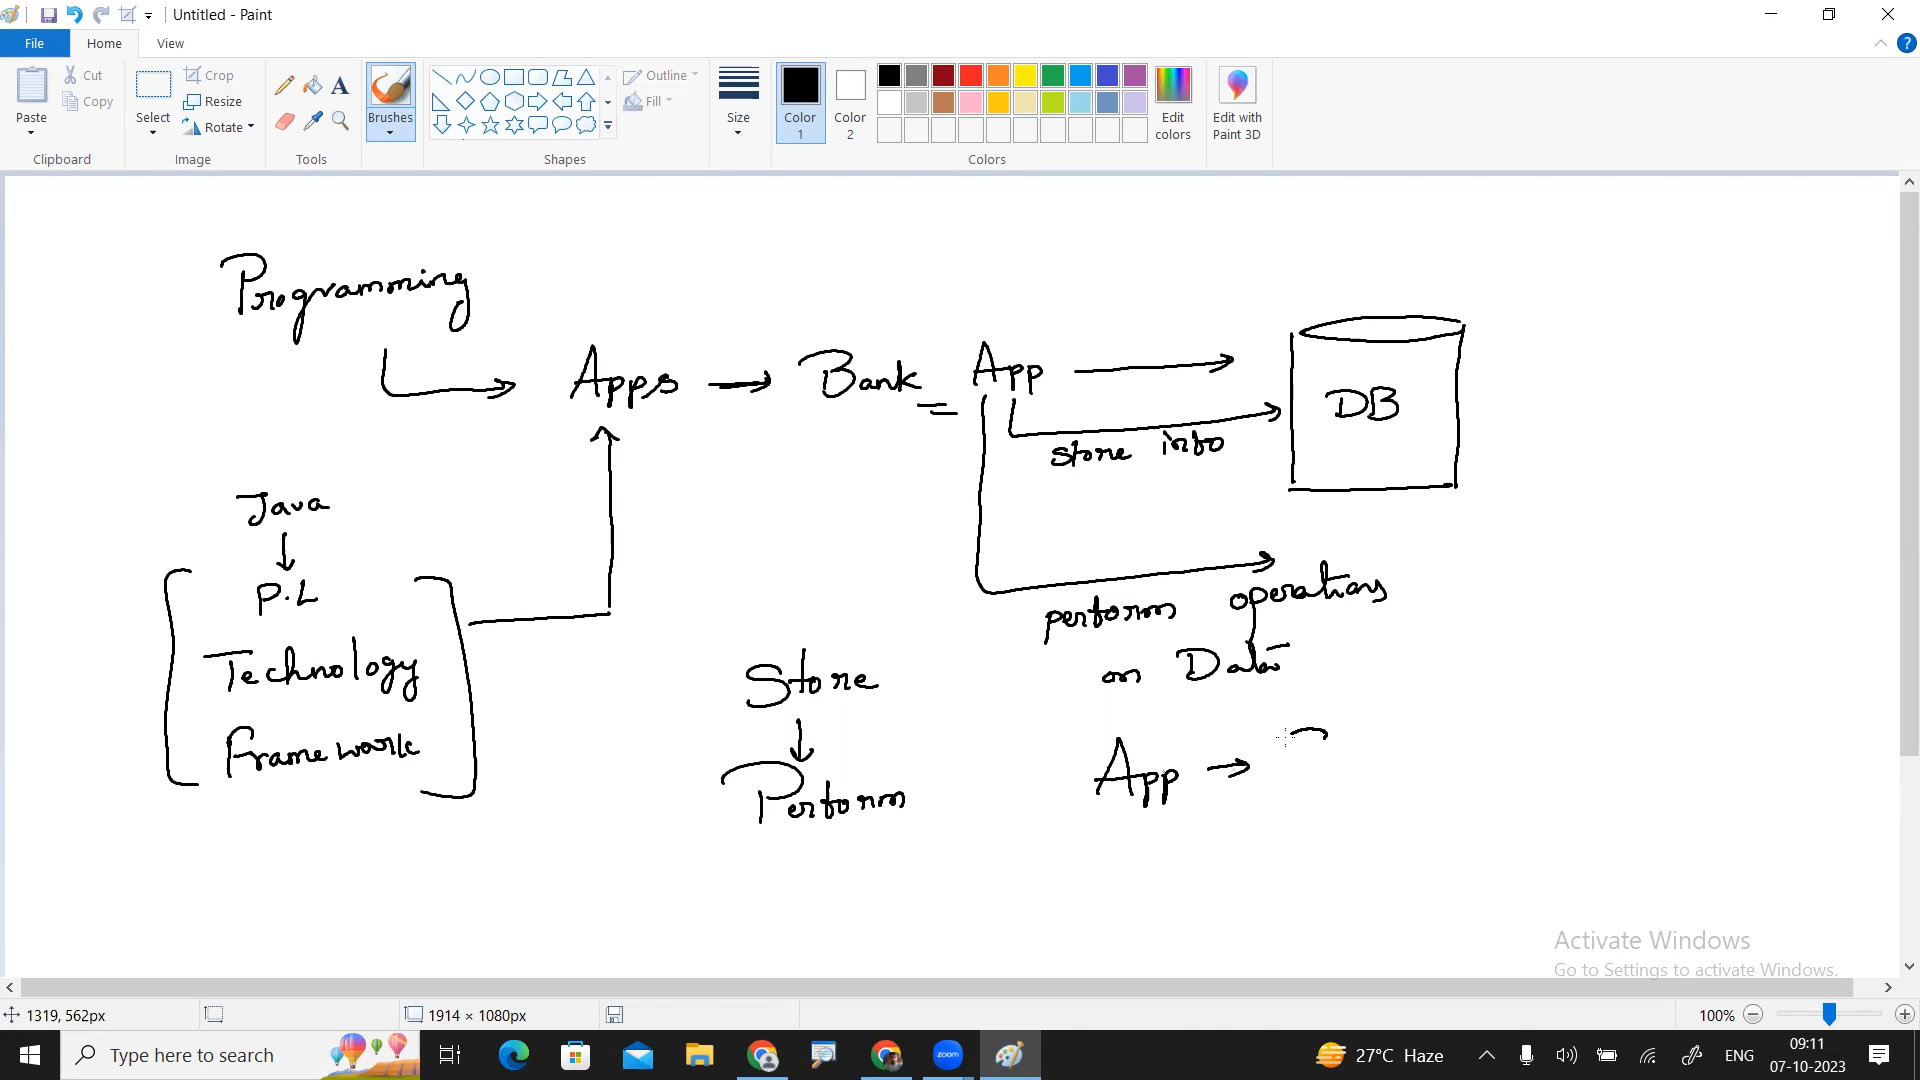 Untitled - Paint
File Home View
Paste Cut Copy Select Crop Resize Rotate Brushes Outline Fill Size Color 1 Color 2 Edit colors Edit with Paint 3D
Clipboard Image Tools Shapes Colors
Programming
Apps Bank App
DB
store info
Java
P.L
perform operations
Technology
on Data
Store
Frame work
App
Perform
Activate Windows
Go to Settings to activate Windows.
1319, 562px 1914 × 1080px 100%
Type here to search zoom 27°C Haze ENG 09:11
07-10-2023